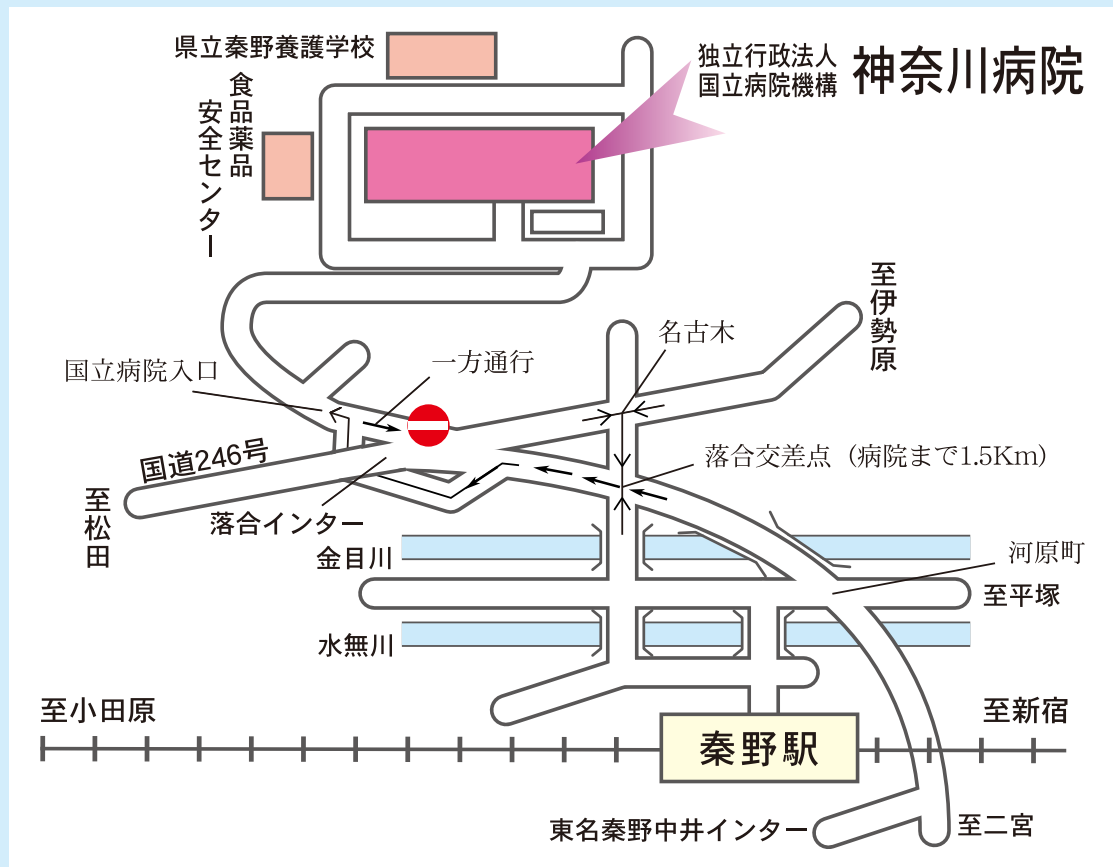 県立秦野養護学校
独立行政法人
国立病院機構
神奈川病院
食品薬品
安全センター
至伊勢原
名古木
国立病院入口
一方通行
国道246号
落合交差点（病院まで1.5Km）
至松田
落合インター
金目川
河原町
至平塚
水無川
至小田原
至新宿
秦野駅
東名秦野中井インター
至二宮